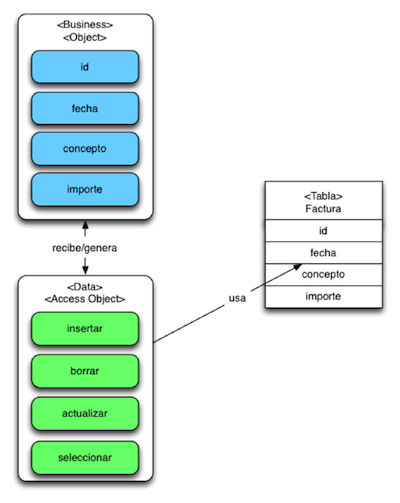 <Business>
<Object>
id
fecha
concepto
importe
recibe/genera
<Data>
<Access Object>
insertar
borrar
actualizar
seleccionar
usa
<Tabla>
Factura
id
fecha
concepto
importe